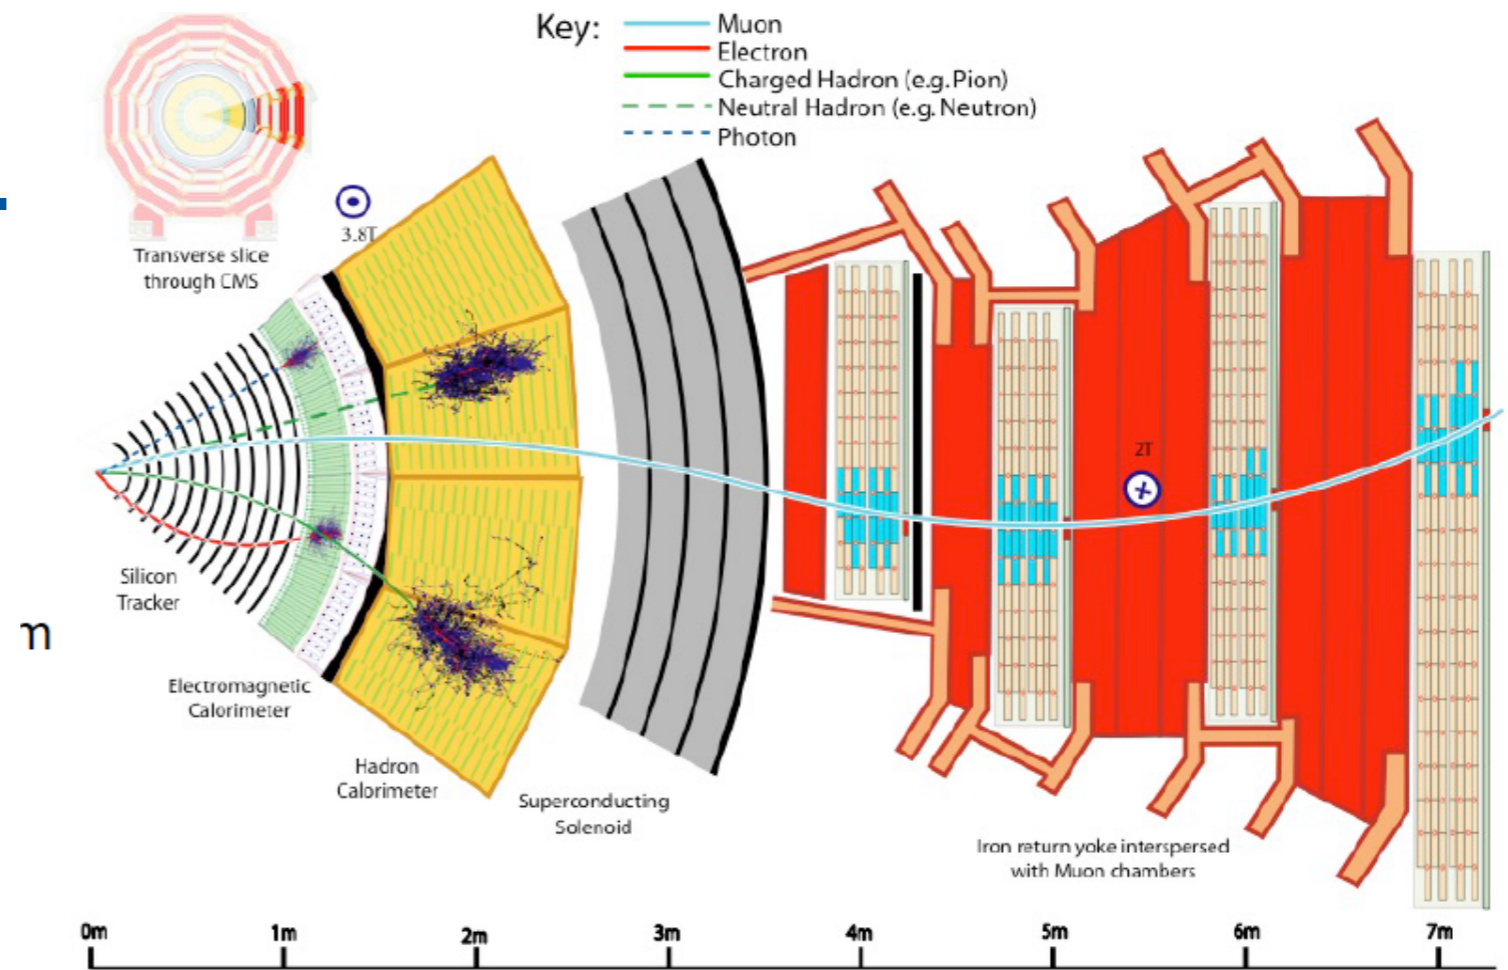 Key:
Muon
Electron
Charged Hadron (e.g. Pion)
Neutral Hadron (e.g. Neutron)
Photon
Transverse slice
through CMS
3.8T
2T
Silicon
Tracker
m
Electromagnetic
Calorimeter
Hadron
Calorimeter
Superconducting
Solenoid
Iron return yoke interspersed
with Muon chambers
0m 1m 2m 3m 4m 5m 6m 7m